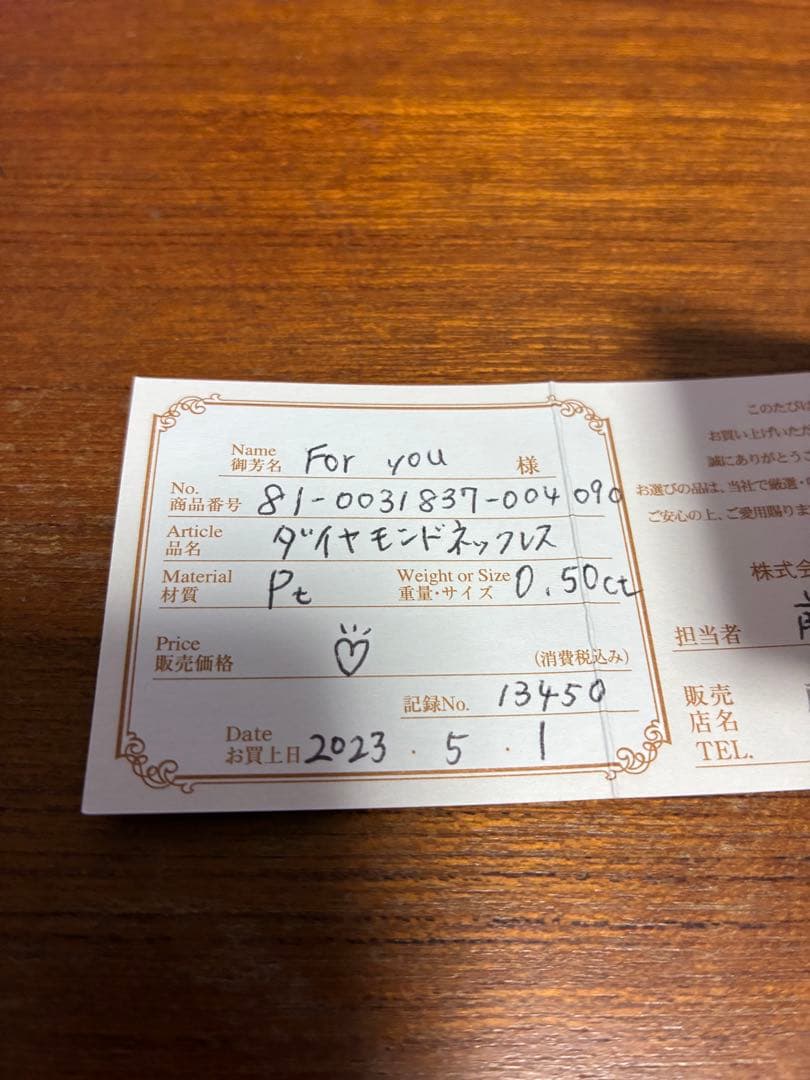 Name
御芳名 For you 様
No.
商品番号 81-0031837-004 090
Article
品名 ダイヤモンドネックレス
Material
材質 Pt
Weight or Size
重量・サイズ 0.50ct
Price
販売価格 (消費税込み)
記録No. 13450
Date
お買上日 2023 . 5 . 1
このたびは
お買い上げいただ
誠にありがとうご
お選びの品は、当社で厳選・
ご安心の上、ご愛用賜りま
株式会
担当者
販売
店名
TEL.